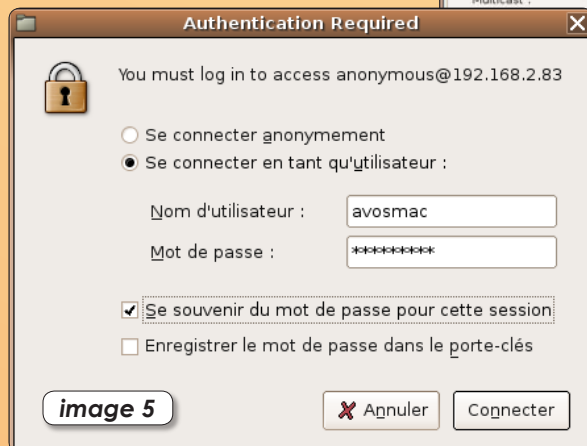 Multicast :
Authentication Required
You must log in to access anonymous@192.168.2.83
Se connecter anonymement
Se connecter en tant qu'utilisateur :
Nom d'utilisateur : avosmac
Mot de passe : *********
Se souvenir du mot de passe pour cette session
Enregistrer le mot de passe dans le porte-clés
image 5 Annuler Connecter